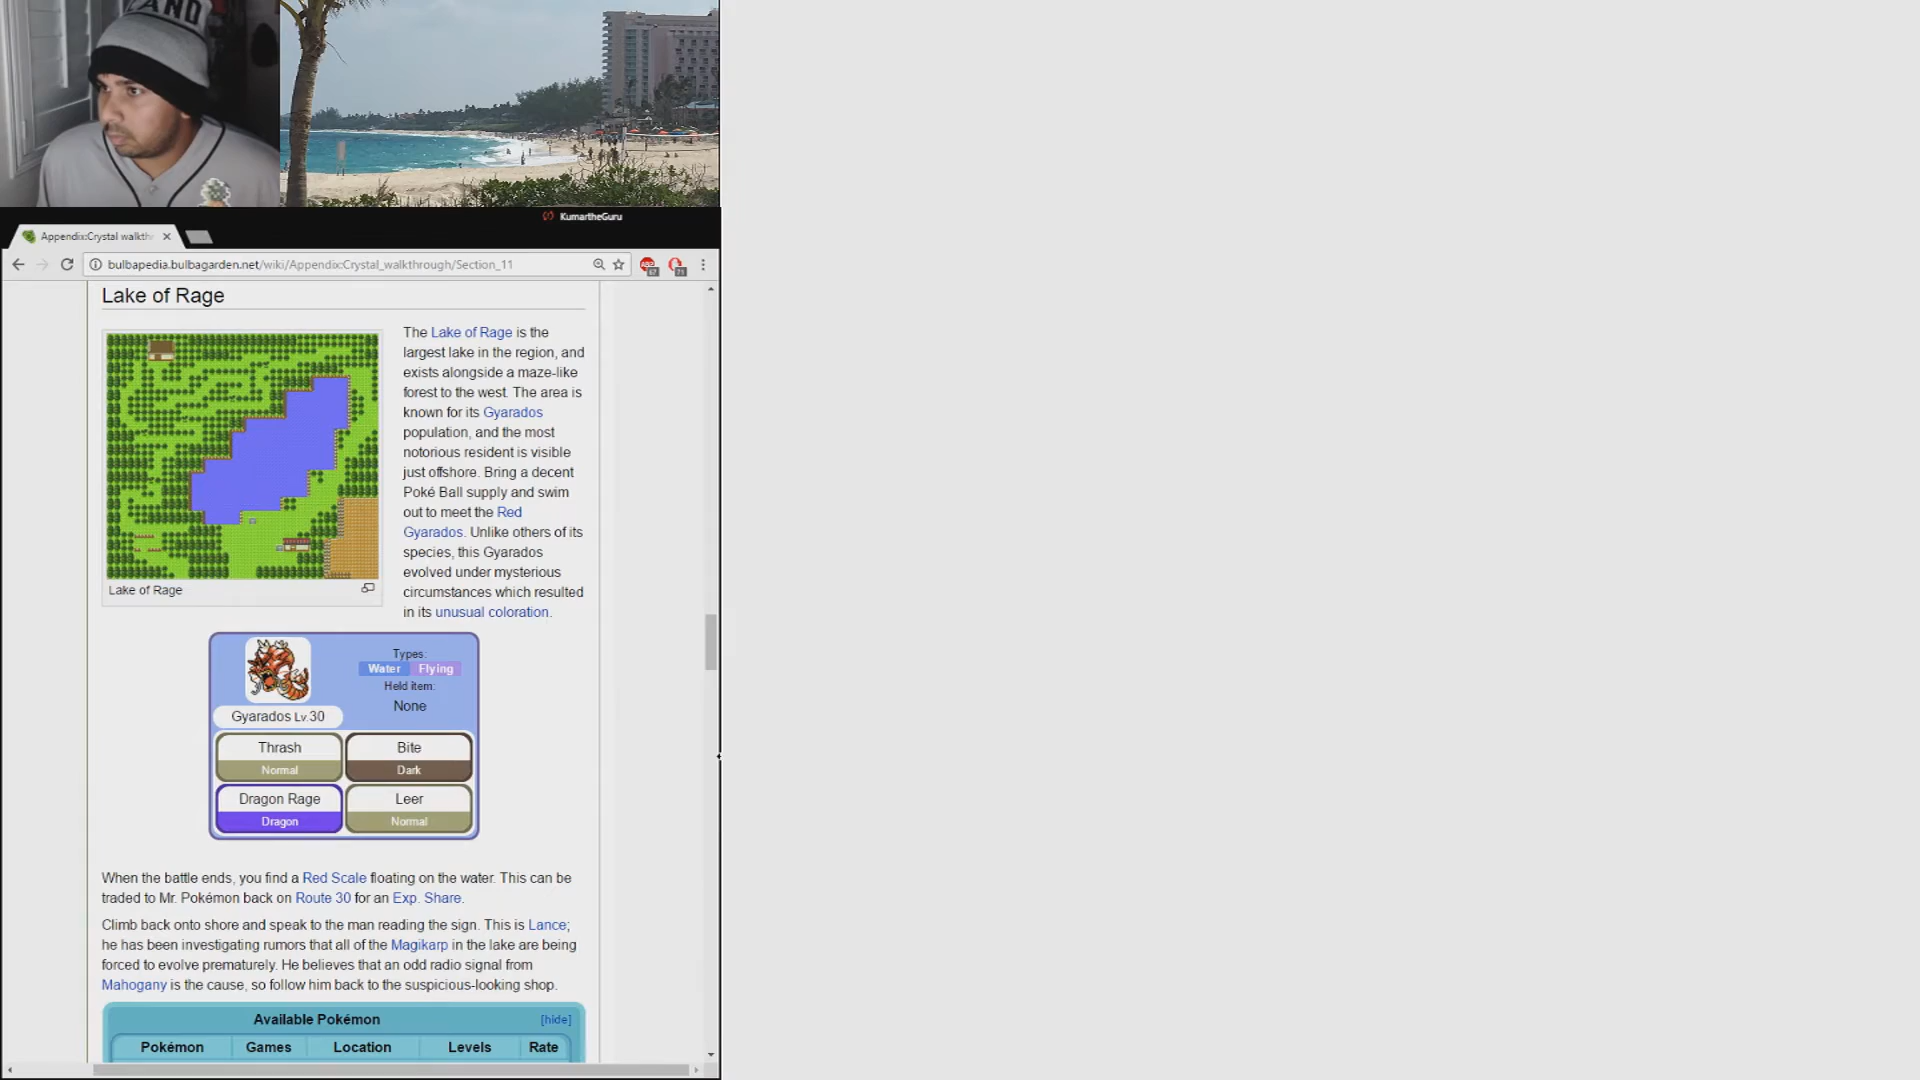 AND
KumartheGuru
Appendix:Crystal walkth
bulbapedia.bulbagarden.net/wiki/Appendix:Crystal_walkthrough/Section_11
Lake of Rage
Lake of Rage
The Lake of Rage is the
largest lake in the region, and
exists alongside a maze-like
forest to the west. The area is
known for its Gyarados
population, and the most
notorious resident is visible
just offshore. Bring a decent
Poké Ball supply and swim
out to meet the Red
Gyarados. Unlike others of its
species, this Gyarados
evolved under mysterious
circumstances which resulted
in its unusual coloration.
Types:
Water Flying
Held item:
None
Gyarados Lv.30
Thrash
Normal
Bite
Dark
Dragon Rage
Dragon
Leer
Normal
When the battle ends, you find a Red Scale floating on the water. This can be
traded to Mr. Pokémon back on Route 30 for an Exp. Share.
Climb back onto shore and speak to the man reading the sign. This is Lance;
he has been investigating rumors that all of the Magikarp in the lake are being
forced to evolve prematurely. He believes that an odd radio signal from
Mahogany is the cause, so follow him back to the suspicious-looking shop.
Available Pokémon [hide]
Pokémon Games Location Levels Rate